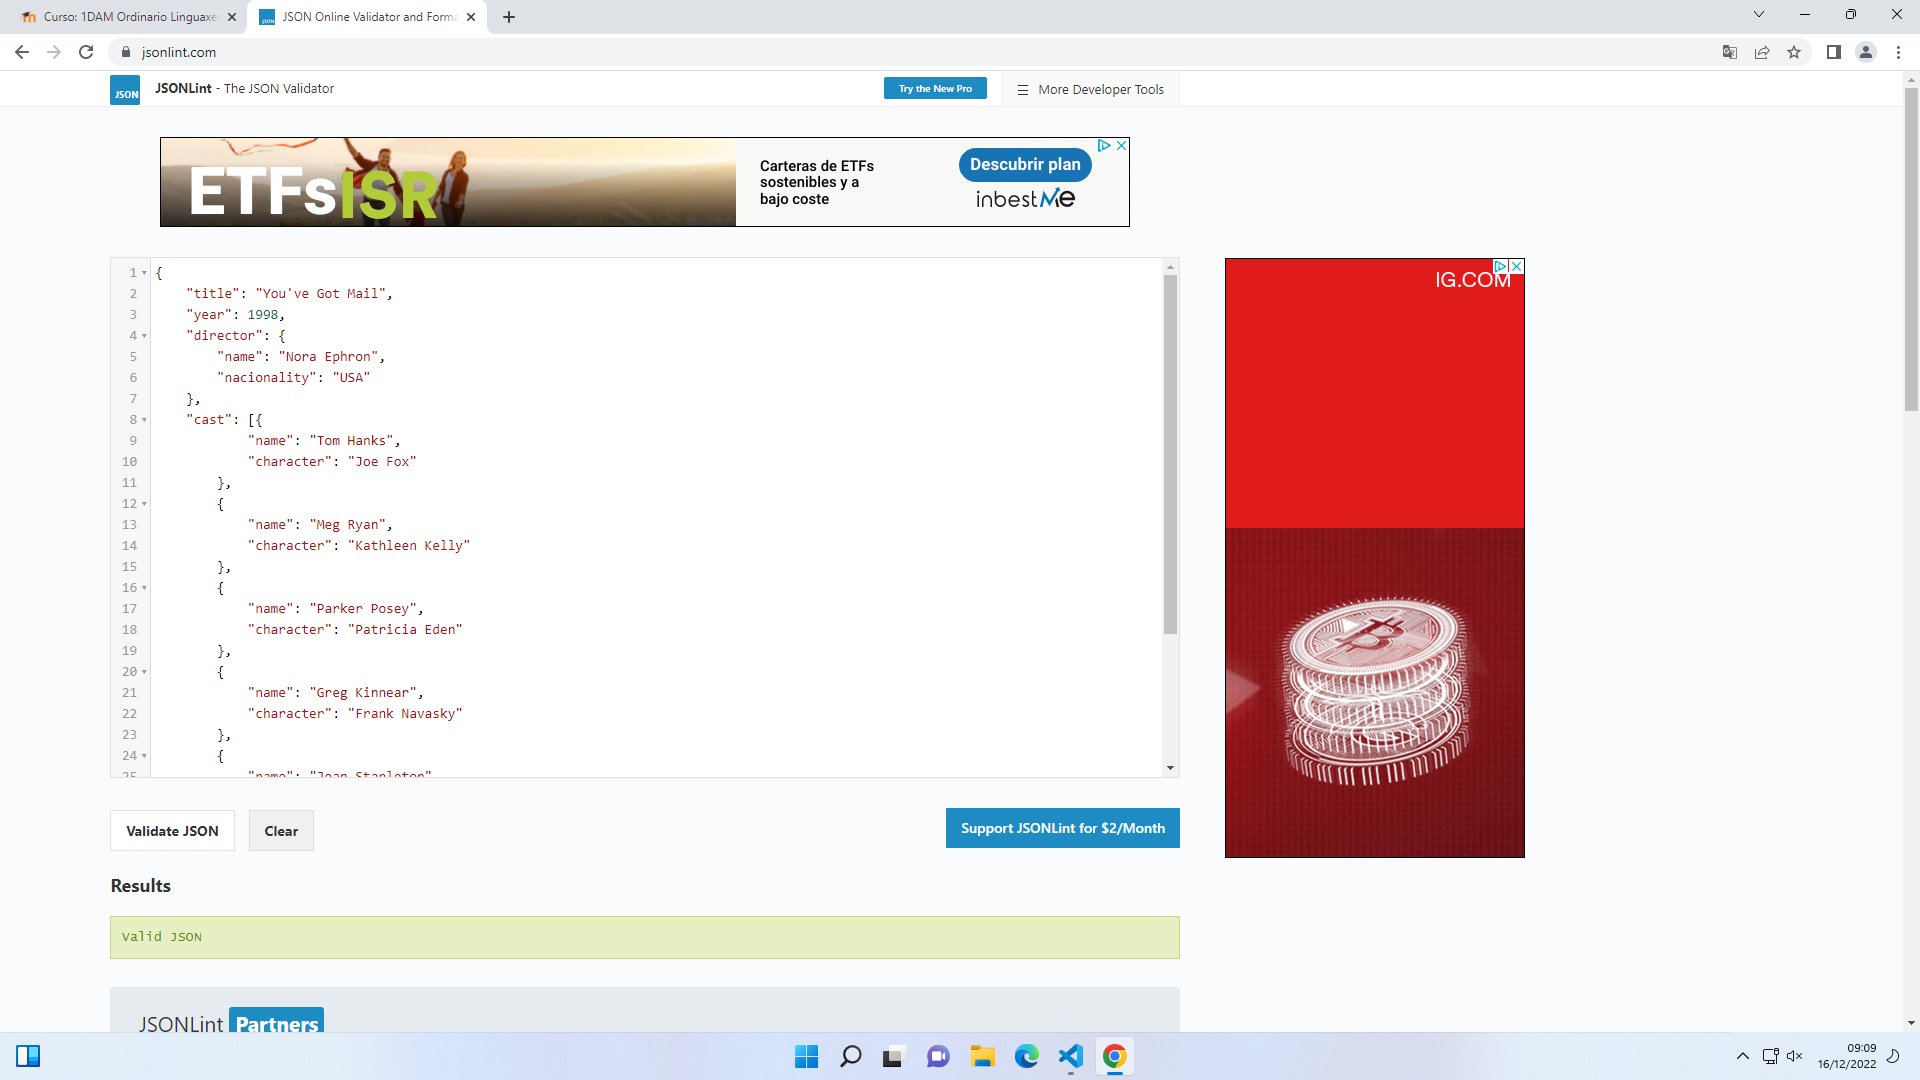 Curso: 1DAM Ordinario Linguaxe
JSON Online Validator and Forma
jsonlint.com
JSON
JSONLint - The JSON Validator
Try the New Pro
More Developer Tools
ETFsISR
Carteras de ETFs
sostenibles y a
bajo coste
Descubrir plan
inbestMe
1 {
2 "title": "You've Got Mail",
3 "year": 1998,
4 "director": {
5 "name": "Nora Ephron",
6 "nacionality": "USA"
7 },
8 "cast": [{
9 "name": "Tom Hanks",
10 "character": "Joe Fox"
11 },
12 {
13 "name": "Meg Ryan",
14 "character": "Kathleen Kelly"
15 },
16 {
17 "name": "Parker Posey",
18 "character": "Patricia Eden"
19 },
20 {
21 "name": "Greg Kinnear",
22 "character": "Frank Navasky"
23 },
24 {
25 "name": "Jean Stapleton"
IG.COM
Validate JSON
Clear
Support JSONLint for $2/Month
Results
Valid JSON
JSONLint Partners
09:09
16/12/2022